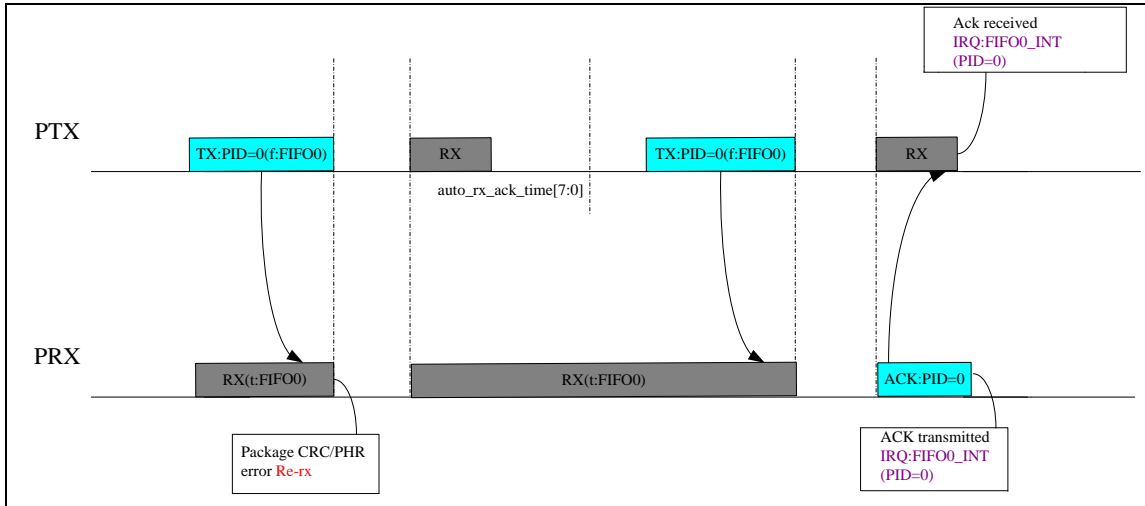 Ack received
IRQ:FIFO0_INT
(PID=0)
PTX
TX:PID=0(f:FIFO0)
RX
TX:PID=0(f:FIFO0)
RX
auto_rx_ack_time[7:0]
PRX
RX(t:FIFO0)
RX(t:FIFO0)
ACK:PID=0
Package CRC/PHR
error Re-rx
ACK transmitted
IRQ:FIFO0_INT
(PID=0)